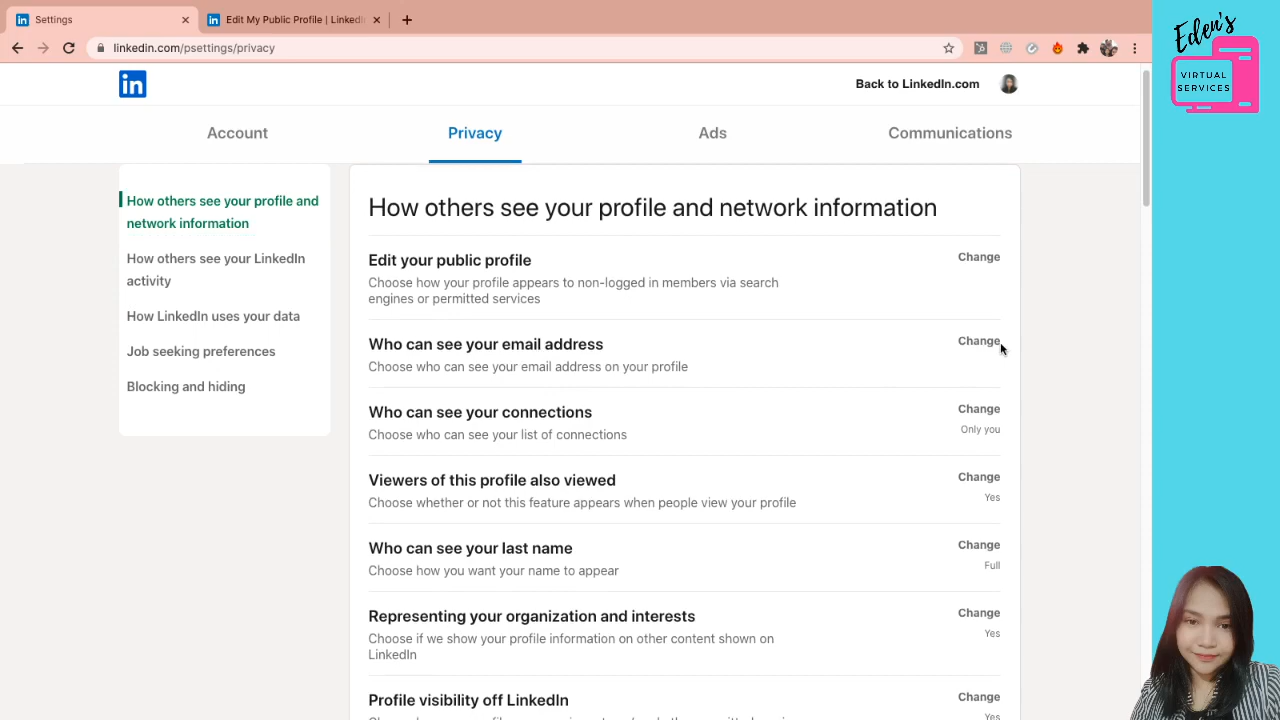 Settings
Edit My Public Profile | LinkedI
linkedin.com/psettings/privacy
Eden's
VIRTUAL
SERVICES
in
Back to LinkedIn.com
Account
Privacy
Ads
Communications
How others see your profile and
network information
How others see your LinkedIn
activity
How LinkedIn uses your data
Job seeking preferences
Blocking and hiding
How others see your profile and network information
Edit your public profile
Change
Choose how your profile appears to non-logged in members via search
engines or permitted services
Who can see your email address
Change
Choose who can see your email address on your profile
Who can see your connections
Change
Choose who can see your list of connections
Only you
Viewers of this profile also viewed
Change
Choose whether or not this feature appears when people view your profile
Yes
Who can see your last name
Change
Choose how you want your name to appear
Full
Representing your organization and interests
Change
Choose if we show your profile information on other content shown on
LinkedIn
Yes
Profile visibility off LinkedIn
Change
Yes